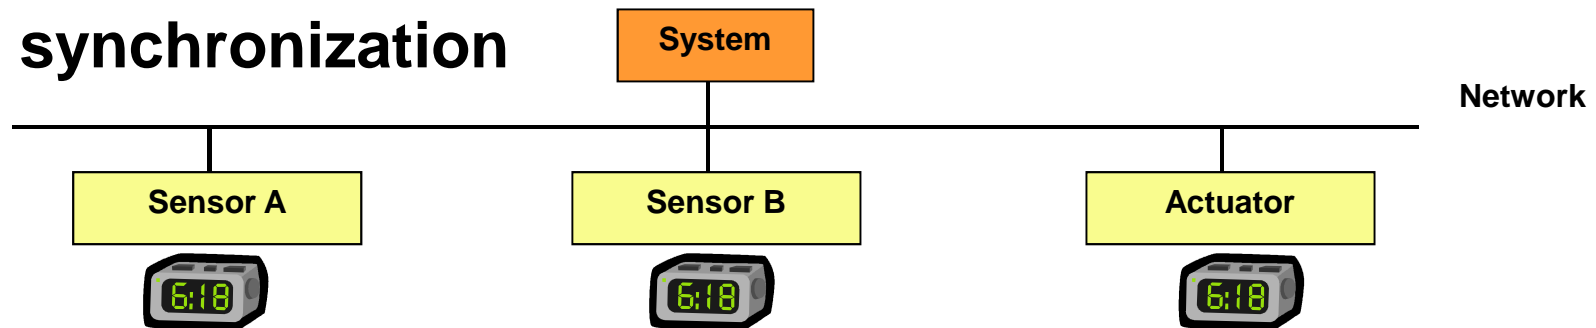 synchronization
System
Network
Sensor A
Sensor B
Actuator
6:18
6:18
6:18